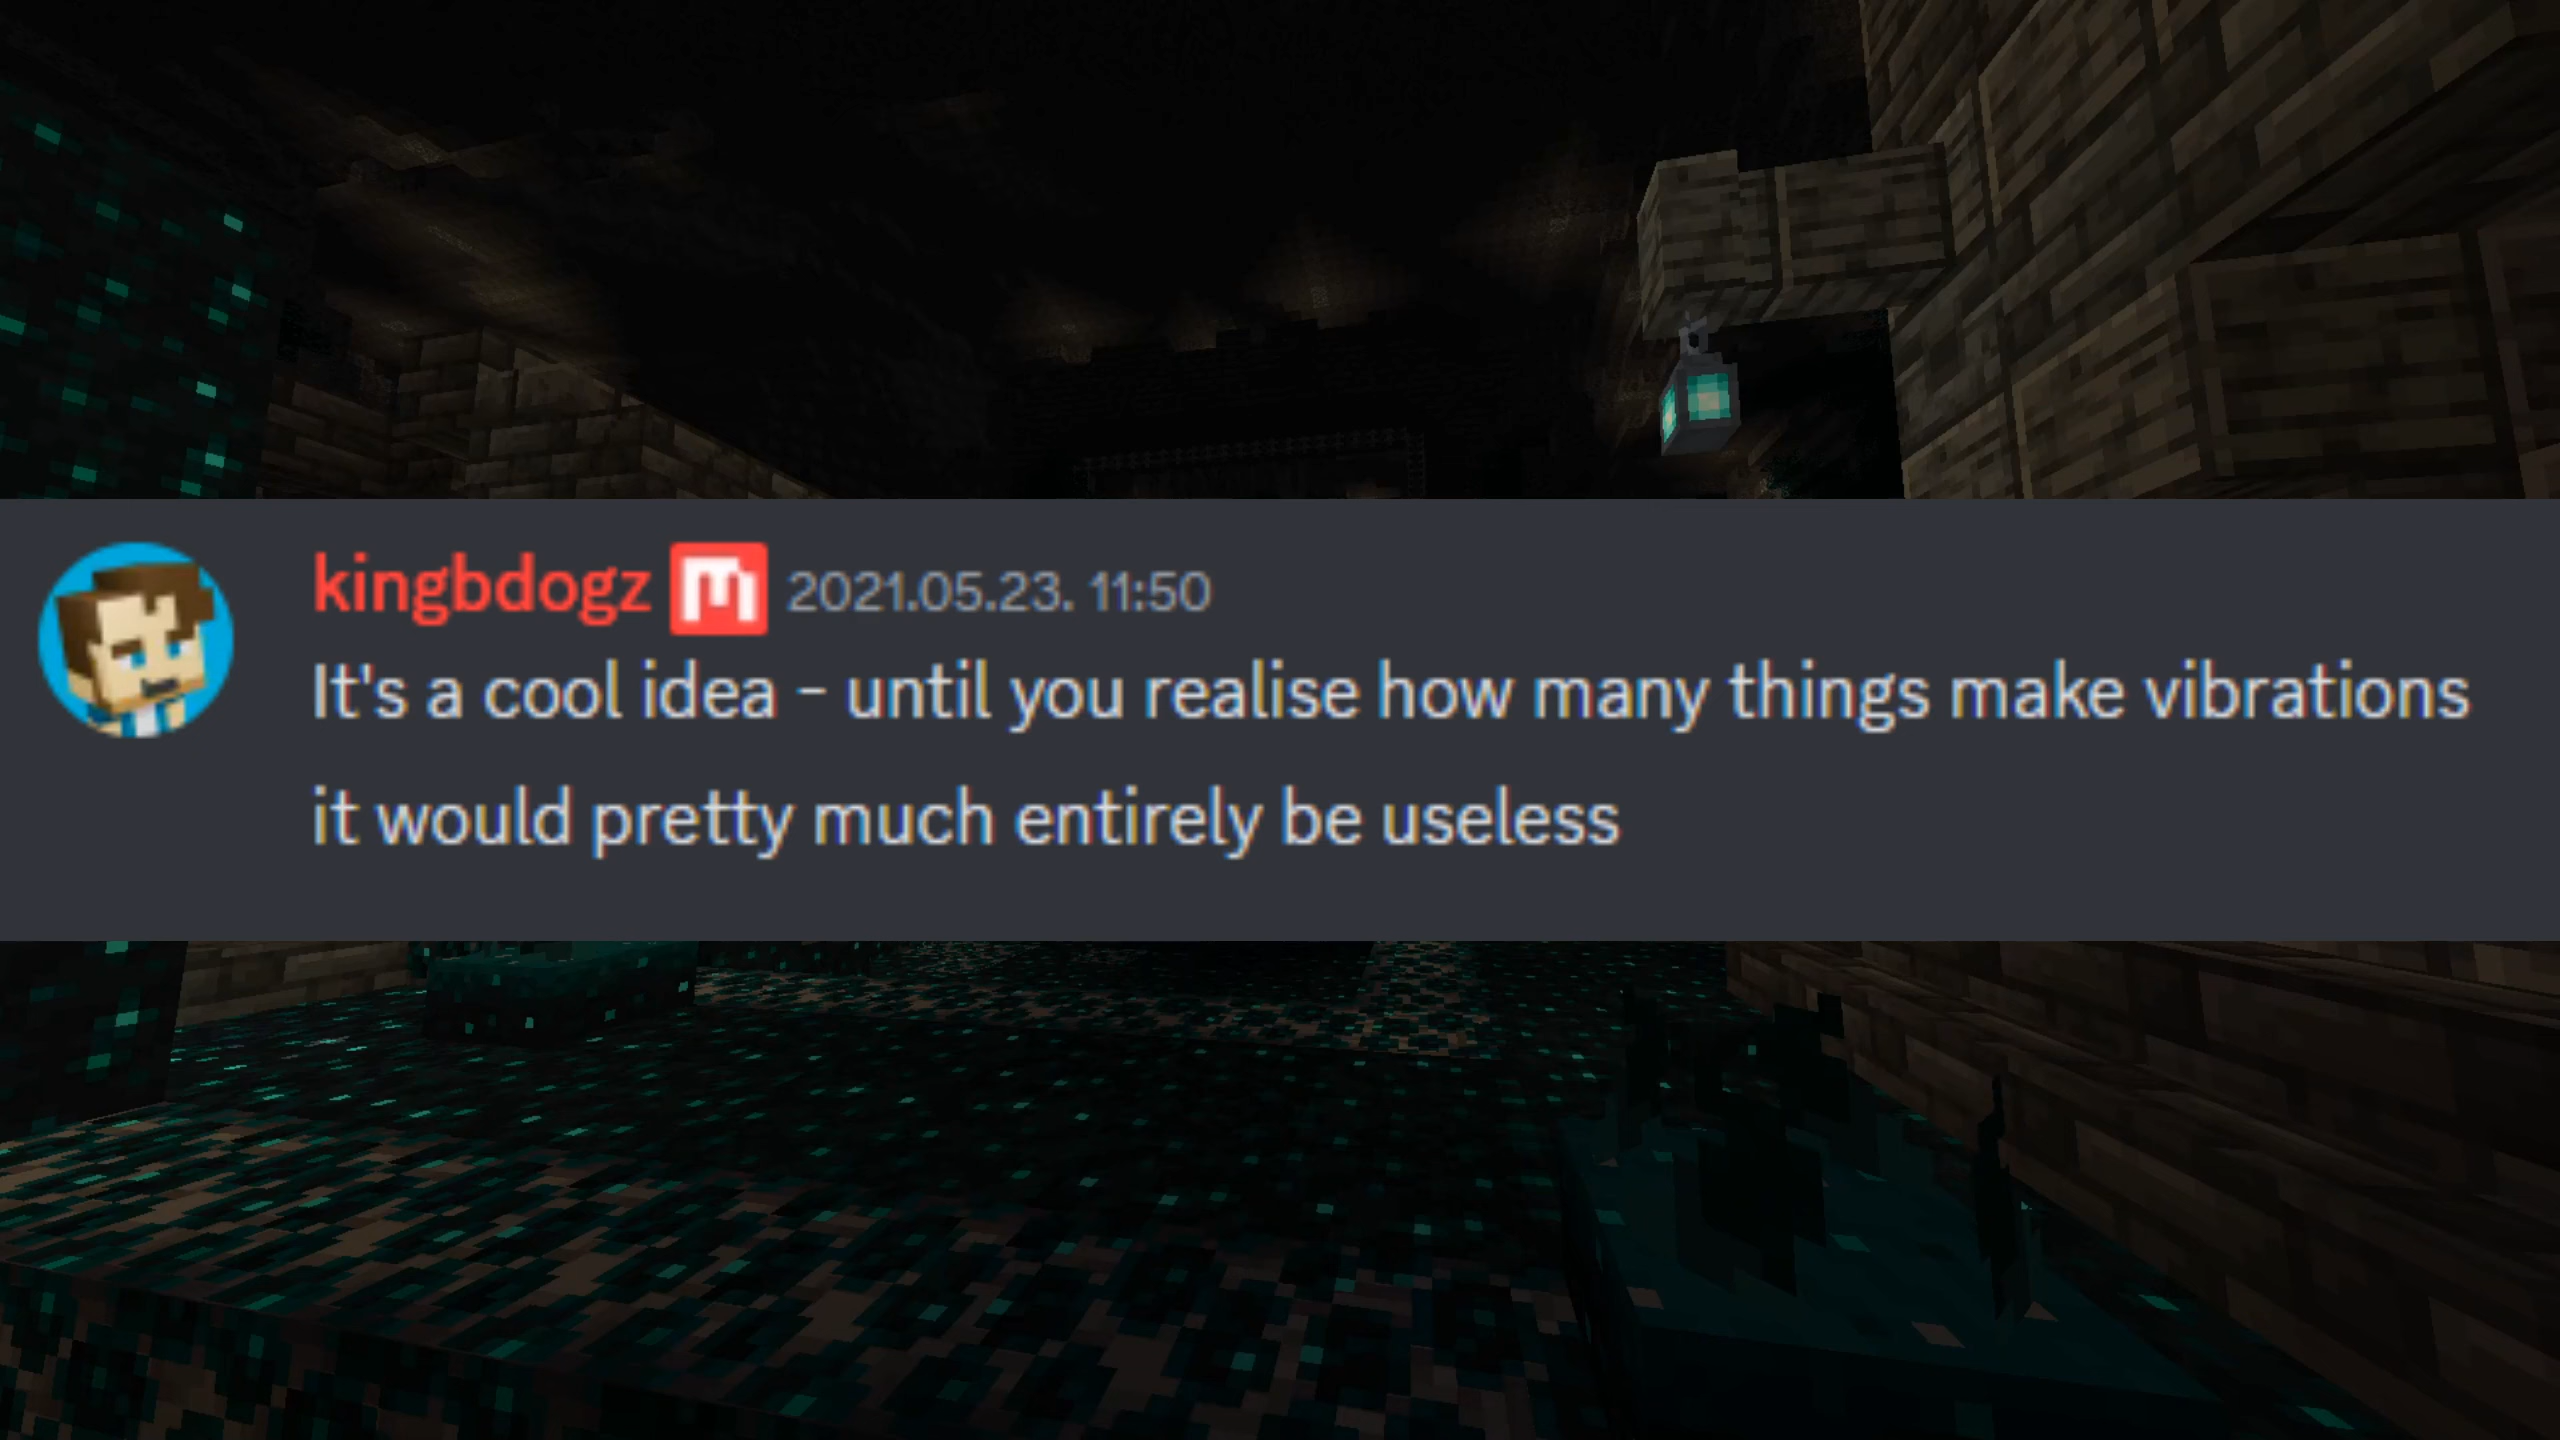 kingbdogz 2021.05.23. 11:50
It's a cool idea - until you realise how many things make vibrations
it would pretty much entirely be useless